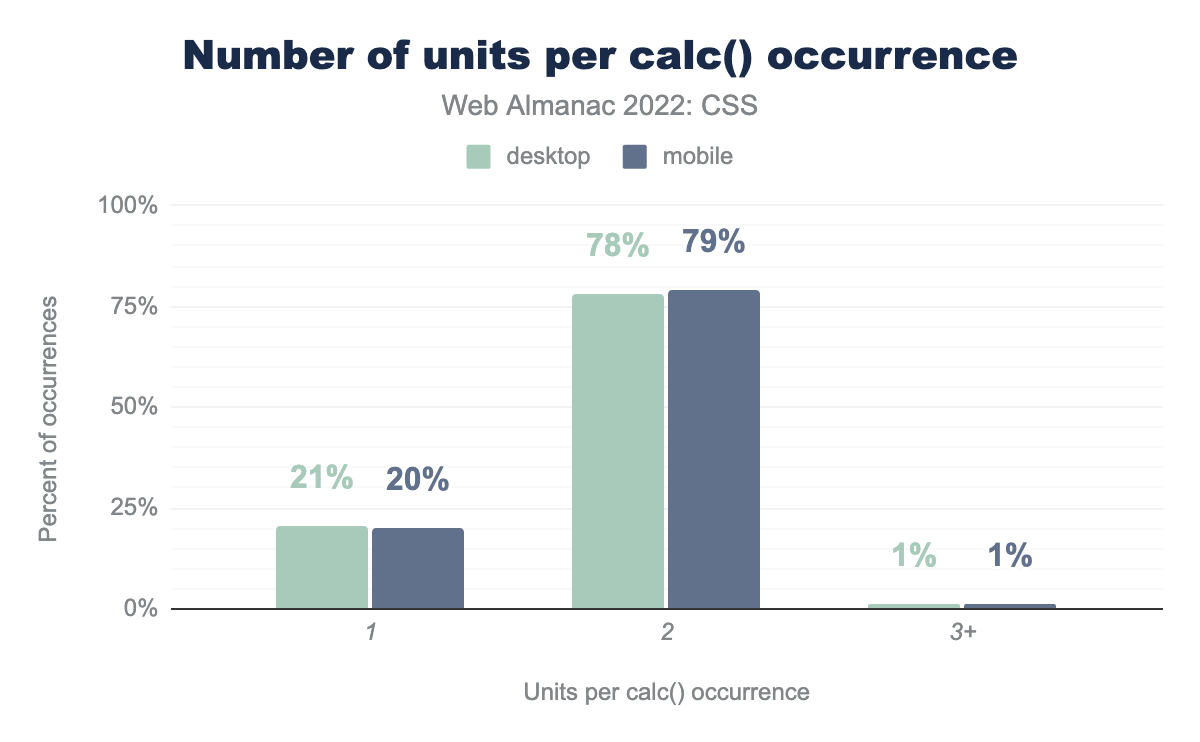 Number of units per calc() occurrence
Web Almanac 2022: CSS
desktop mobile
100%
75%
50%
25%
0%
Percent of occurrences
21% 20%
78% 79%
1% 1%
1 2 3+
Units per calc() occurrence